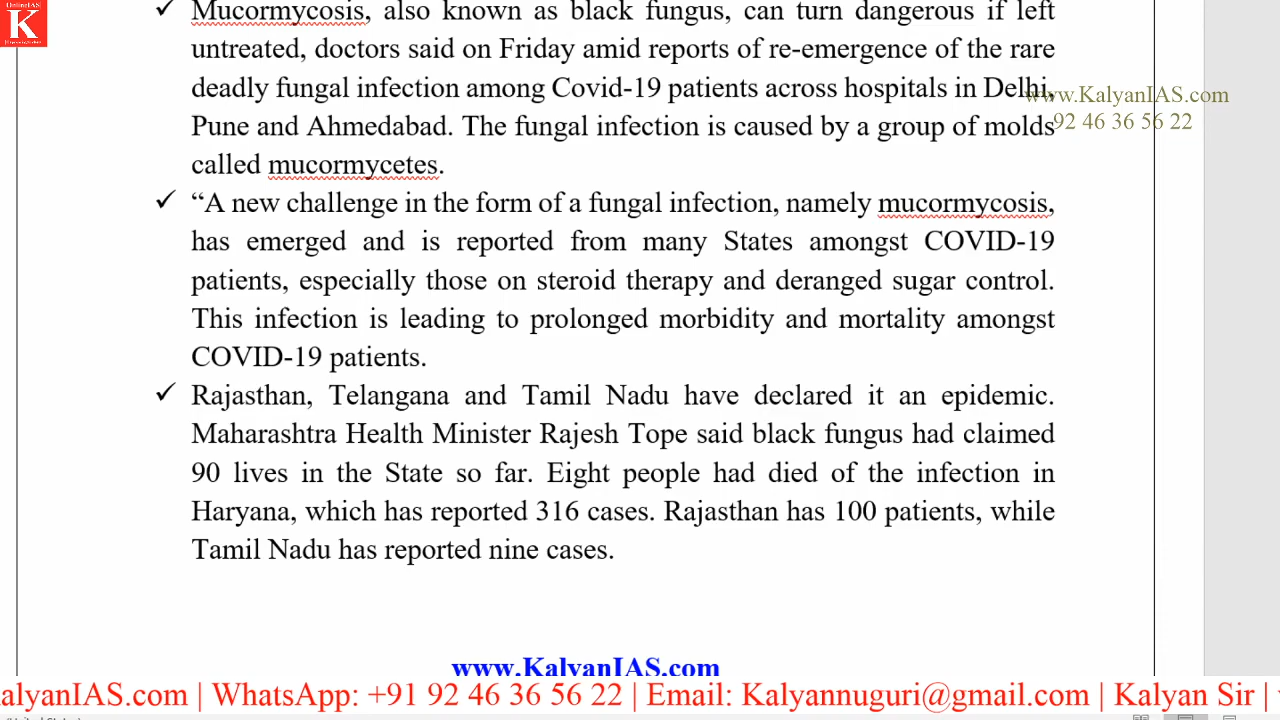 OnlineIAS
K
Mucormycosis, also known as black fungus, can turn dangerous if left
untreated, doctors said on Friday amid reports of re-emergence of the rare
deadly fungal infection among Covid-19 patients across hospitals in Delhi,
www.KalyanIAS.com
Pune and Ahmedabad. The fungal infection is caused by a group of molds
92 46 36 56 22
called mucormycetes.
✓ “A new challenge in the form of a fungal infection, namely mucormycosis,
has emerged and is reported from many States amongst COVID-19
patients, especially those on steroid therapy and deranged sugar control.
This infection is leading to prolonged morbidity and mortality amongst
COVID-19 patients.
✓ Rajasthan, Telangana and Tamil Nadu have declared it an epidemic.
Maharashtra Health Minister Rajesh Tope said black fungus had claimed
90 lives in the State so far. Eight people had died of the infection in
Haryana, which has reported 316 cases. Rajasthan has 100 patients, while
Tamil Nadu has reported nine cases.
www.KalyanIAS.com
alyanIAS.com | WhatsApp: +91 92 46 36 56 22 | Email: Kalyannuguri@gmail.com | Kalyan Sir |